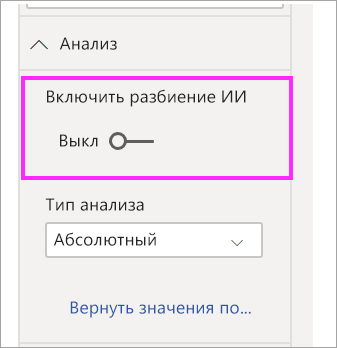 Анализ
Включить разбиение ИИ
Выкл
Тип анализа
Абсолютный
Вернуть значения по...